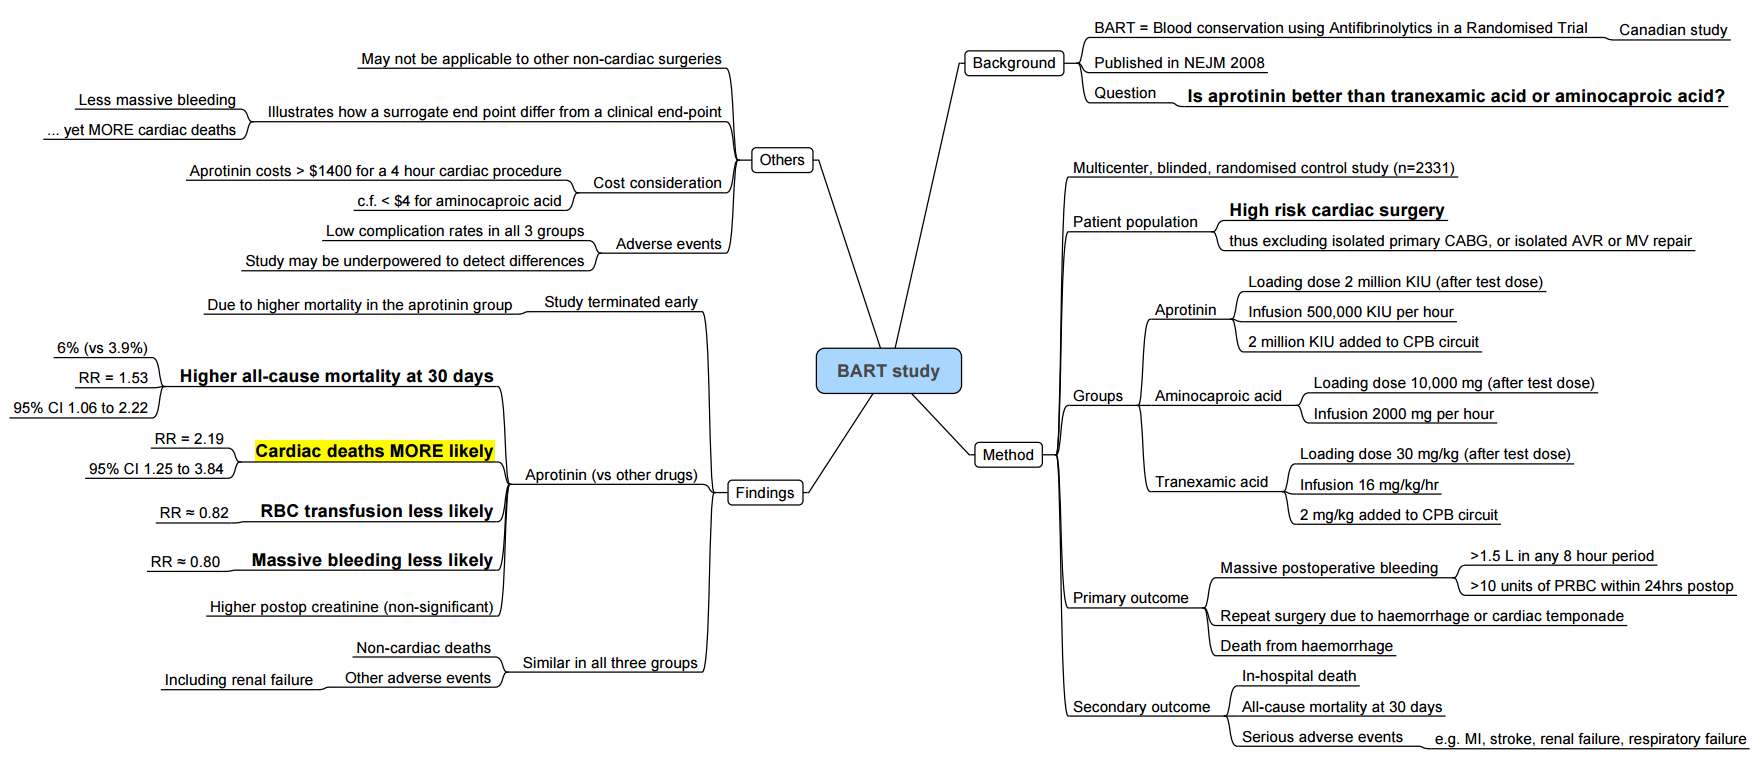 BART study
Background
BART = Blood conservation using Antifibrinolytics in a Randomised Trial
Canadian study
Published in NEJM 2008
Question
Is aprotinin better than tranexamic acid or aminocaproic acid?
Method
Multicenter, blinded, randomised control study (n=2331)
Patient population
High risk cardiac surgery
thus excluding isolated primary CABG, or isolated AVR or MV repair
Groups
Aprotinin
Loading dose 2 million KIU (after test dose)
Infusion 500,000 KIU per hour
2 million KIU added to CPB circuit
Aminocaproic acid
Loading dose 10,000 mg (after test dose)
Infusion 2000 mg per hour
Tranexamic acid
Loading dose 30 mg/kg (after test dose)
Infusion 16 mg/kg/hr
2 mg/kg added to CPB circuit
Primary outcome
Massive postoperative bleeding
>1.5 L in any 8 hour period
>10 units of PRBC within 24hrs postop
Repeat surgery due to haemorrhage or cardiac temponade
Death from haemorrhage
Secondary outcome
In-hospital death
All-cause mortality at 30 days
Serious adverse events
e.g. MI, stroke, renal failure, respiratory failure
Findings
Study terminated early
Due to higher mortality in the aprotinin group
Aprotinin (vs other drugs)
Higher all-cause mortality at 30 days
6% (vs 3.9%)
RR = 1.53
95% CI 1.06 to 2.22
Cardiac deaths MORE likely
RR = 2.19
95% CI 1.25 to 3.84
RBC transfusion less likely
RR ≈ 0.82
Massive bleeding less likely
RR ≈ 0.80
Higher postop creatinine (non-significant)
Similar in all three groups
Non-cardiac deaths
Other adverse events
Including renal failure
Others
May not be applicable to other non-cardiac surgeries
Illustrates how a surrogate end point differ from a clinical end-point
Less massive bleeding
... yet MORE cardiac deaths
Cost consideration
Aprotinin costs > $1400 for a 4 hour cardiac procedure
c.f. < $4 for aminocaproic acid
Adverse events
Low complication rates in all 3 groups
Study may be underpowered to detect differences